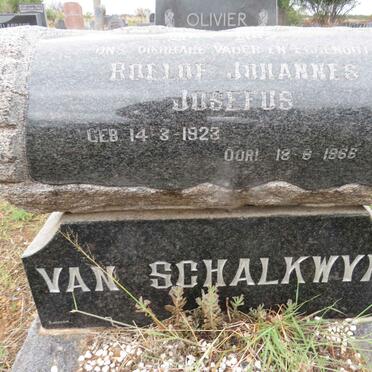 OLIVIER
ONS DIERBARE VADER EN EGGENOOT
ROELOF JOHANNES
JOSEFUS
GEB 14-3-1923
OORL 18-8-1966
VAN SCHALKWYK